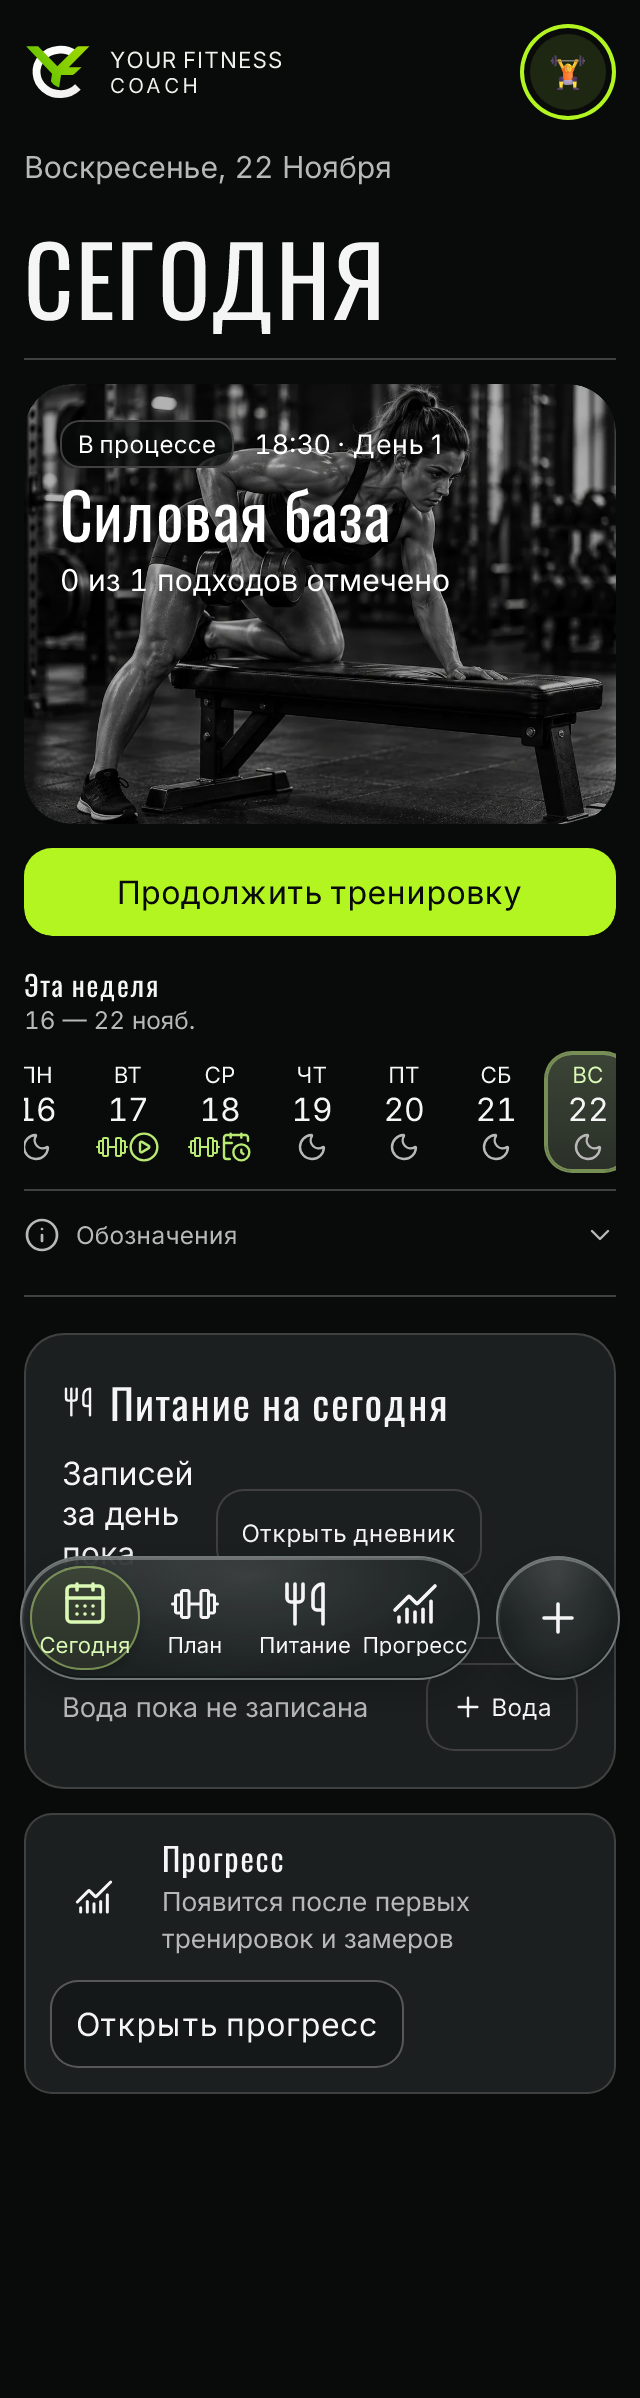 YOUR FITNESS
COACH
Воскресенье, 22 Ноября
СЕГОДНЯ
В процессе 18:30 · День 1
Силовая база
0 из 1 подходов отмечено
Продолжить тренировку
Эта неделя
16 — 22 нояб.
ПН ВТ СР ЧТ ПТ СБ ВС
16 17 18 19 20 21 22
Обозначения
Питание на сегодня
Записей
за день
пока
Открыть дневник
Сегодня План Питание Прогресс
Вода пока не записана
+ Вода
Прогресс
Появится после первых
тренировок и замеров
Открыть прогресс